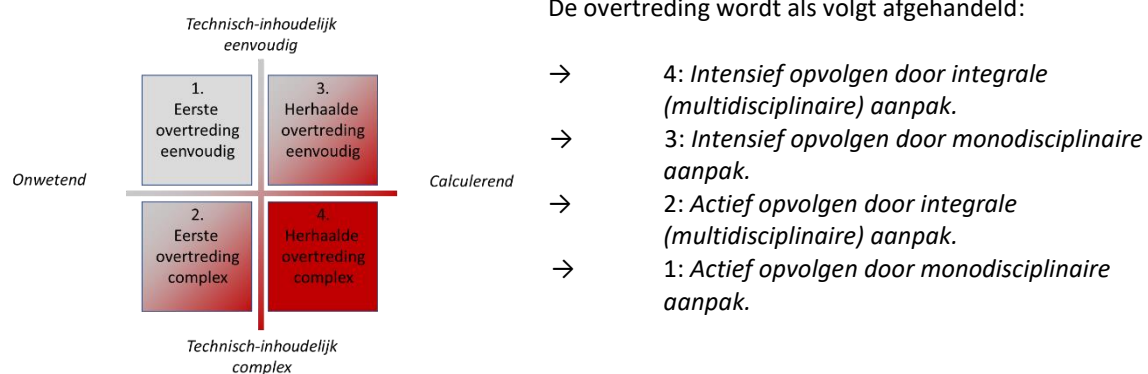 Technisch-inhoudelijk
eenvoudig
1.
Eerste
overtreding
eenvoudig
3.
Herhaalde
overtreding
eenvoudig
Onwetend
Calculerend
2.
Eerste
overtreding
complex
4.
Herhaalde
overtreding
complex
Technisch-inhoudelijk
complex
De overtreding wordt als volgt afgehandeld:
→ 4: Intensief opvolgen door integrale
(multidisciplinaire) aanpak.
→ 3: Intensief opvolgen door monodisciplinaire
aanpak.
→ 2: Actief opvolgen door integrale
(multidisciplinaire) aanpak.
→ 1: Actief opvolgen door monodisciplinaire
aanpak.